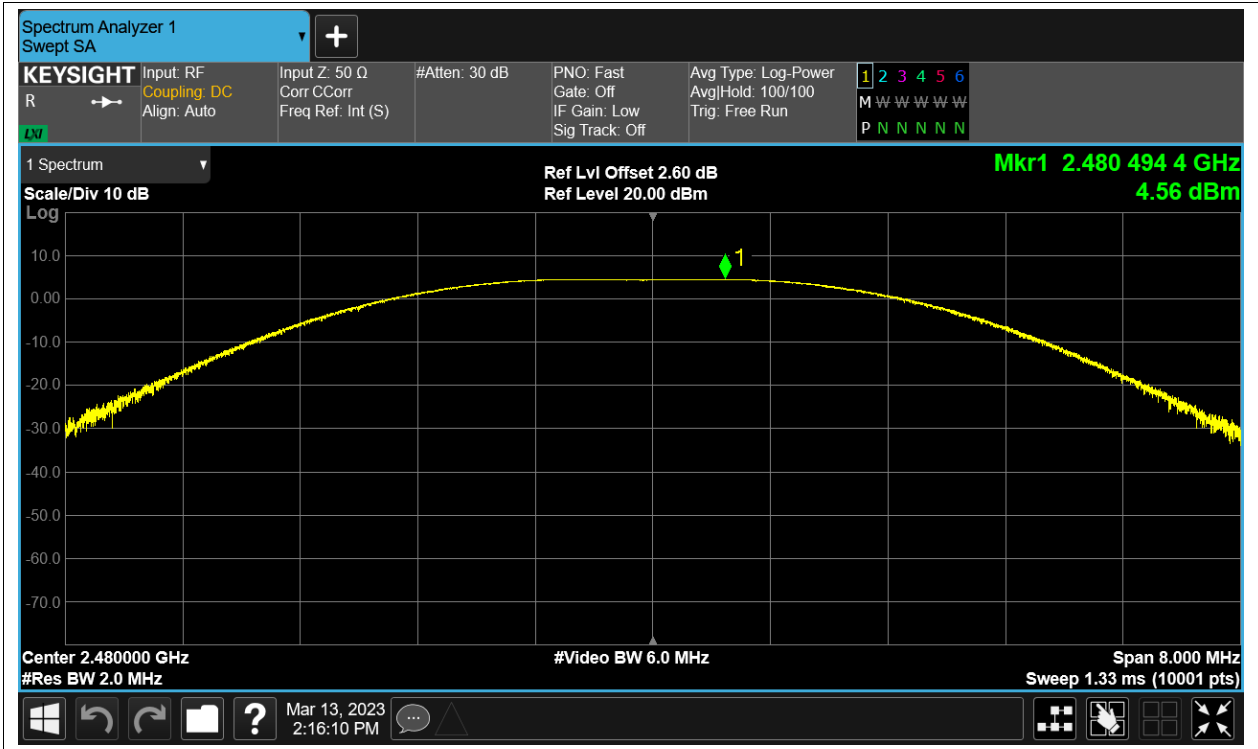 Spectrum Analyzer 1
Swept SA
+
KEYSIGHT
R
LXI
Input: RF
Coupling: DC
Align: Auto
Input Z: 50 Ω
Corr CCorr
Freq Ref: Int (S)
#Atten: 30 dB
PNO: Fast
Gate: Off
IF Gain: Low
Sig Track: Off
Avg Type: Log-Power
Avg|Hold: 100/100
Trig: Free Run
1 2 3 4 5 6
M W W W W W
P N N N N N
1 Spectrum
Scale/Div 10 dB
Log
Ref Lvl Offset 2.60 dB
Ref Level 20.00 dBm
Mkr1 2.480 494 4 GHz
4.56 dBm
1
10.0
0.00
-10.0
-20.0
-30.0
-40.0
-50.0
-60.0
-70.0
Center 2.480000 GHz
#Res BW 2.0 MHz
#Video BW 6.0 MHz
Span 8.000 MHz
Sweep 1.33 ms (10001 pts)
?
Mar 13, 2023
2:16:10 PM